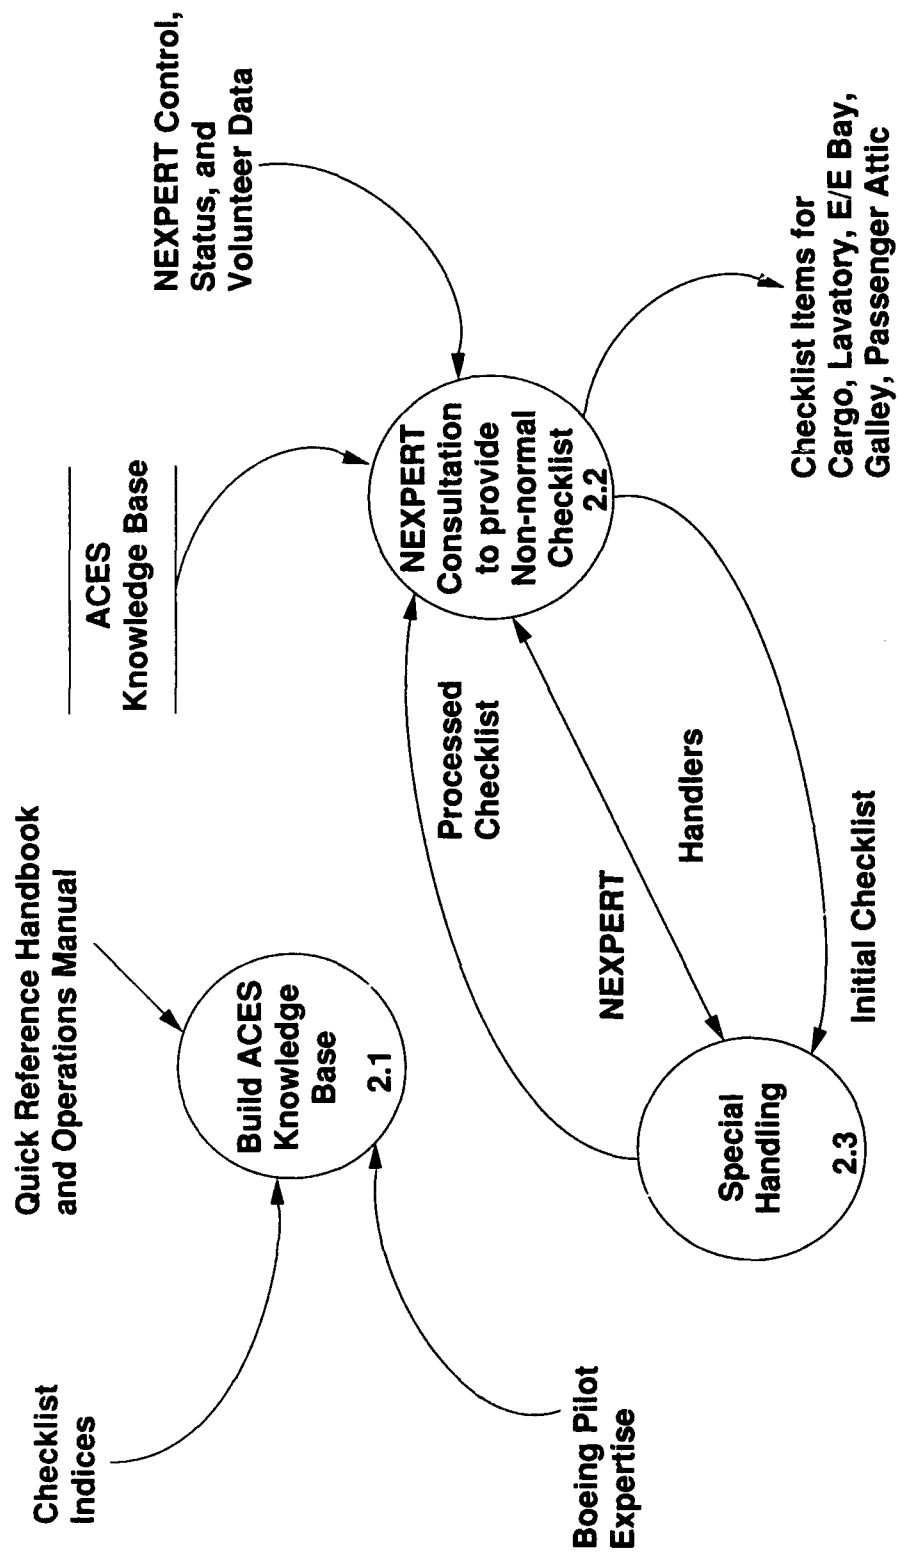 Checklist
Indices
Quick Reference Handbook
and Operations Manual
Build ACES
Knowledge
Base
2.1
Boeing Pilot
Expertise
ACES
Knowledge Base
NEXPERT Control,
Status, and
Volunteer Data
NEXPERT
Consultation
to provide
Non-normal
Checklist
2.2
Processed
Checklist
NEXPERT
Handlers
Special
Handling
2.3
Initial Checklist
Checklist Items for
Cargo, Lavatory, E/E Bay,
Galley, Passenger Attic